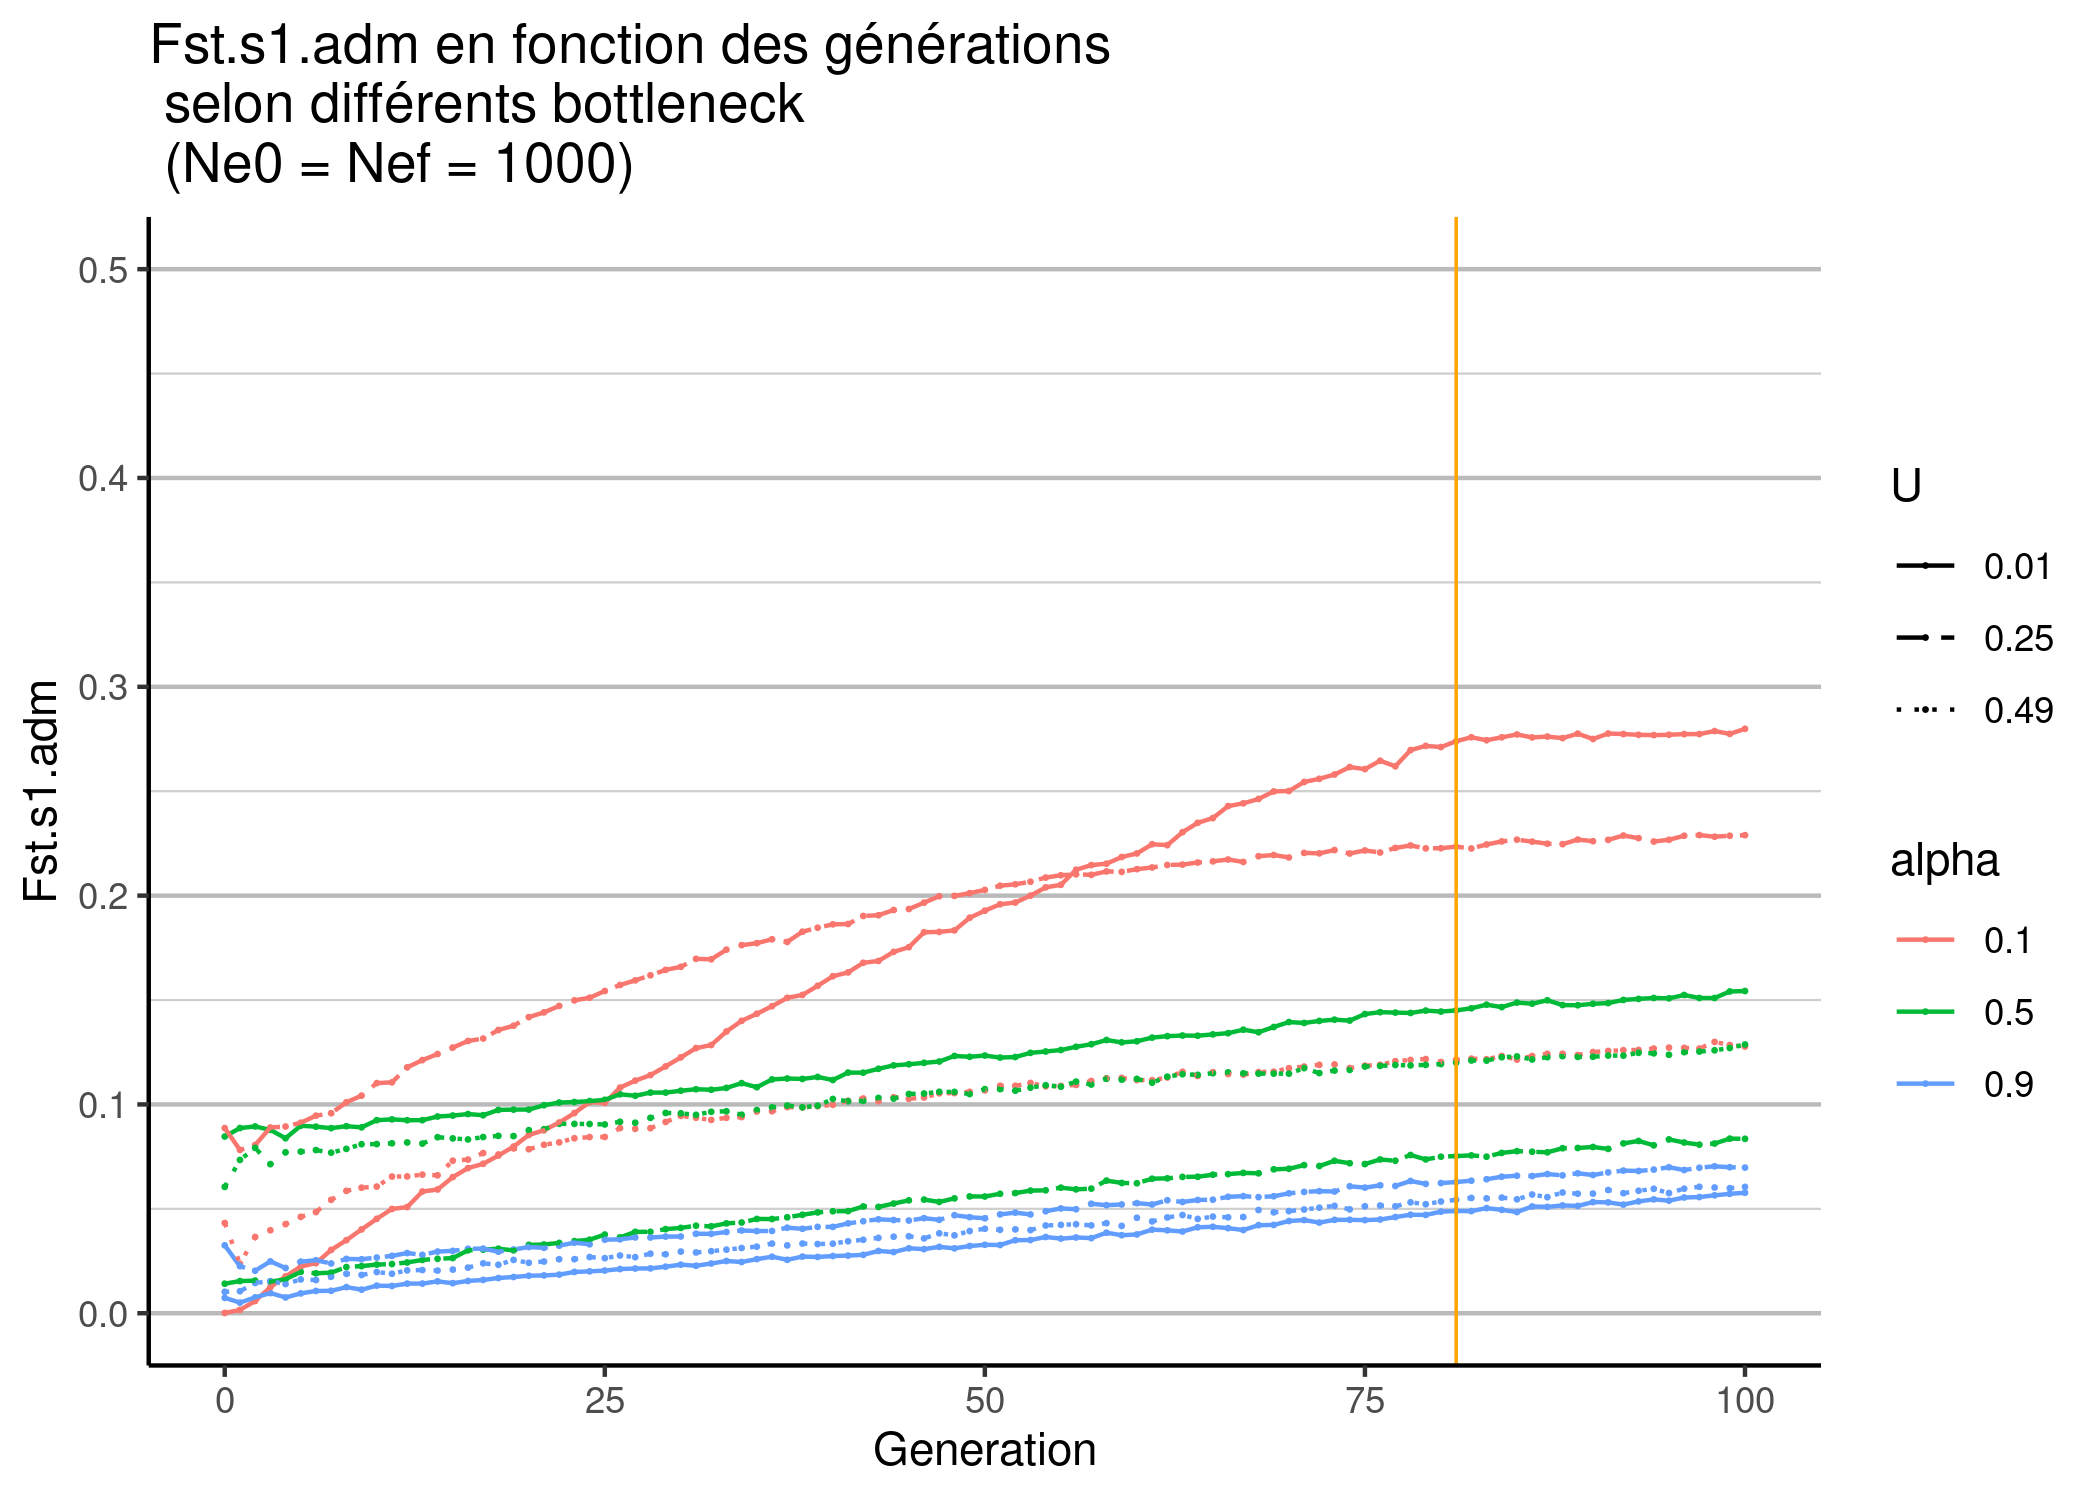 Fst.s1.adm en fonction des générations
selon différents bottleneck
(Ne0 = Nef = 1000)
Fst.s1.adm
0.5
0.4
0.3
0.2
0.1
0.0
0
25
50
75
100
Generation
U
0.01
0.25
0.49
alpha
0.1
0.5
0.9